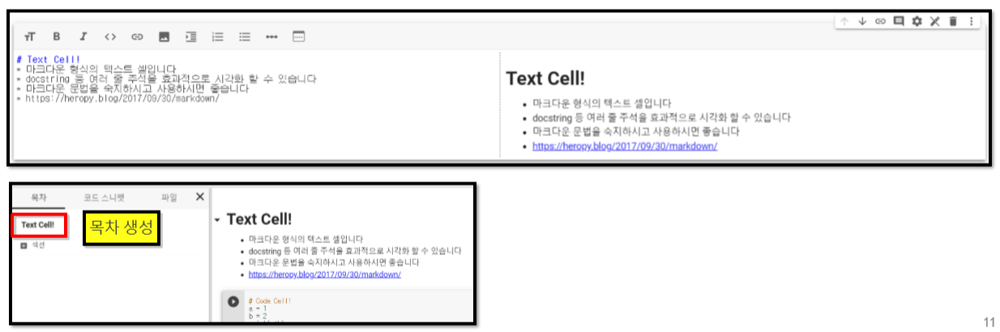 # Text Cell!
* 마크다운 형식의 텍스트 셀입니다
* docstring 등 여러 줄 주석을 효과적으로 시각화 할 수 있습니다
* 마크다운 문법을 숙지하시고 사용하시면 좋습니다
* https://heropy.blog/2017/09/30/markdown/
Text Cell!
• 마크다운 형식의 텍스트 셀입니다
• docstring 등 여러 줄 주석을 효과적으로 시각화 할 수 있습니다
• 마크다운 문법을 숙지하시고 사용하시면 좋습니다
• https://heropy.blog/2017/09/30/markdown/
목차 코드 스니펫 파일
Text Cell!
목차 생성
섹션
Text Cell!
• 마크다운 형식의 텍스트 셀입니다
• docstring 등 여러 줄 주석을 효과적으로 시각화 할 수 있습니다
• 마크다운 문법을 숙지하시고 사용하시면 좋습니다
• https://heropy.blog/2017/09/30/markdown/
# Code Cell!
a = 1
b = 2
11